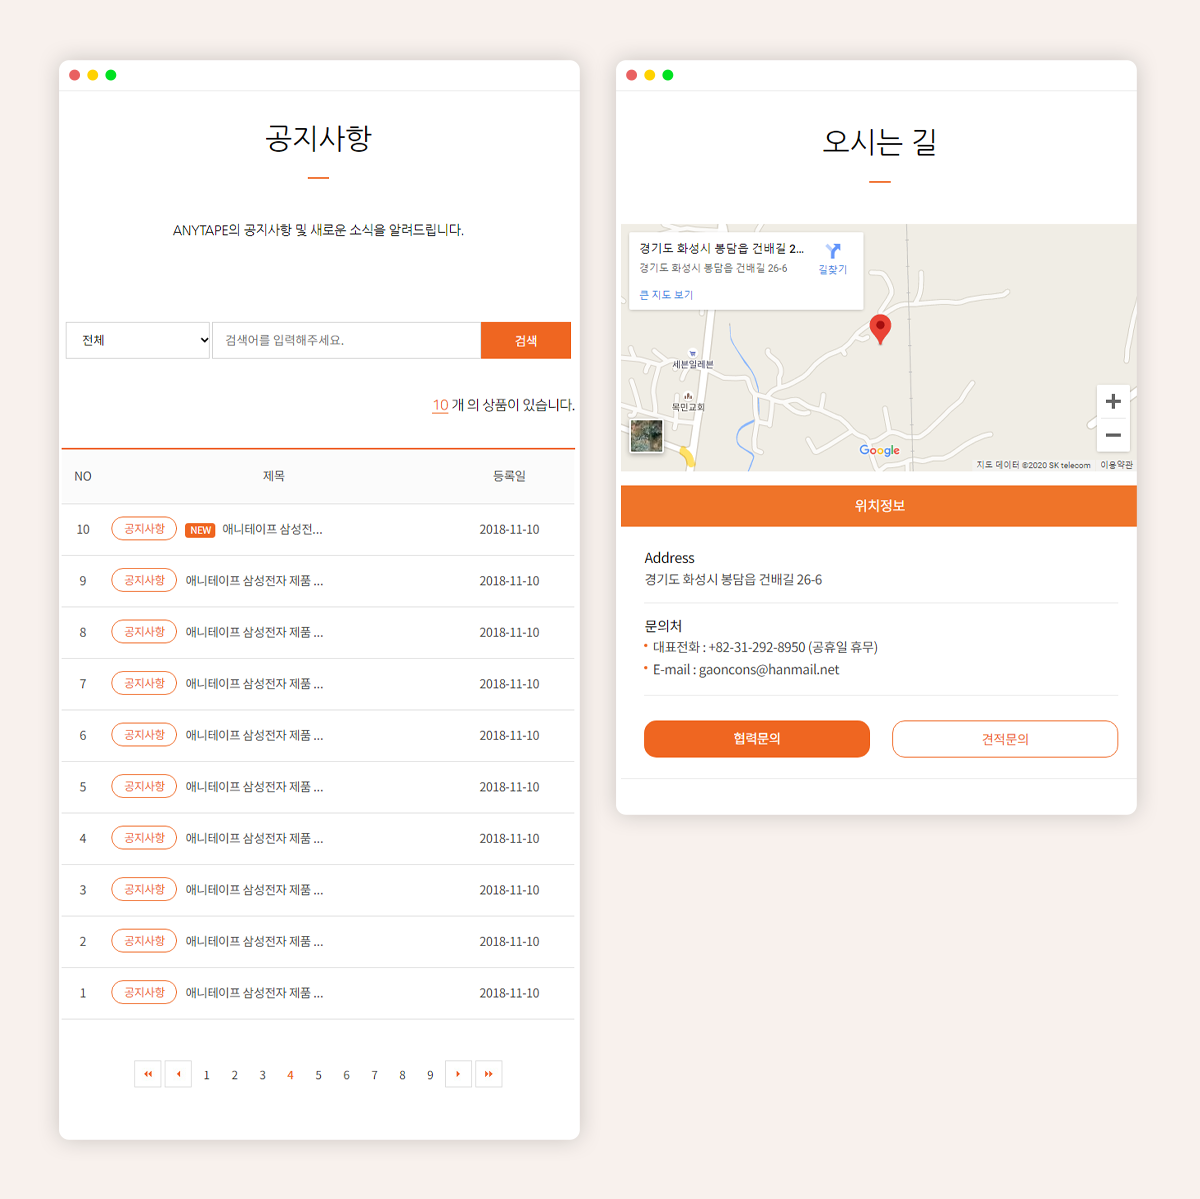 공지사항
ANYTAPE의 공지사항 및 새로운 소식을 알려드립니다.
전체 검색어를 입력해주세요. 검색
10 개 의 상품이 있습니다.
NO 제목 등록일
10 공지사항 NEW 애니테이프 삼성전... 2018-11-10
9 공지사항 애니테이프 삼성전자 제품 ... 2018-11-10
8 공지사항 애니테이프 삼성전자 제품 ... 2018-11-10
7 공지사항 애니테이프 삼성전자 제품 ... 2018-11-10
6 공지사항 애니테이프 삼성전자 제품 ... 2018-11-10
5 공지사항 애니테이프 삼성전자 제품 ... 2018-11-10
4 공지사항 애니테이프 삼성전자 제품 ... 2018-11-10
3 공지사항 애니테이프 삼성전자 제품 ... 2018-11-10
2 공지사항 애니테이프 삼성전자 제품 ... 2018-11-10
1 공지사항 애니테이프 삼성전자 제품 ... 2018-11-10
1 2 3 4 5 6 7 8 9
오시는 길
경기도 화성시 봉담읍 건배길 2...
경기도 화성시 봉담읍 건배길 26-6
길찾기
큰 지도 보기
세븐일레븐
목민교회
Google
지도 데이터 ©2020 SK telecom 이용약관
위치정보
Address
경기도 화성시 봉담읍 건배길 26-6
문의처
대표전화 : +82-31-292-8950 (공휴일 휴무)
E-mail : gaoncons@hanmail.net
협력문의 견적문의